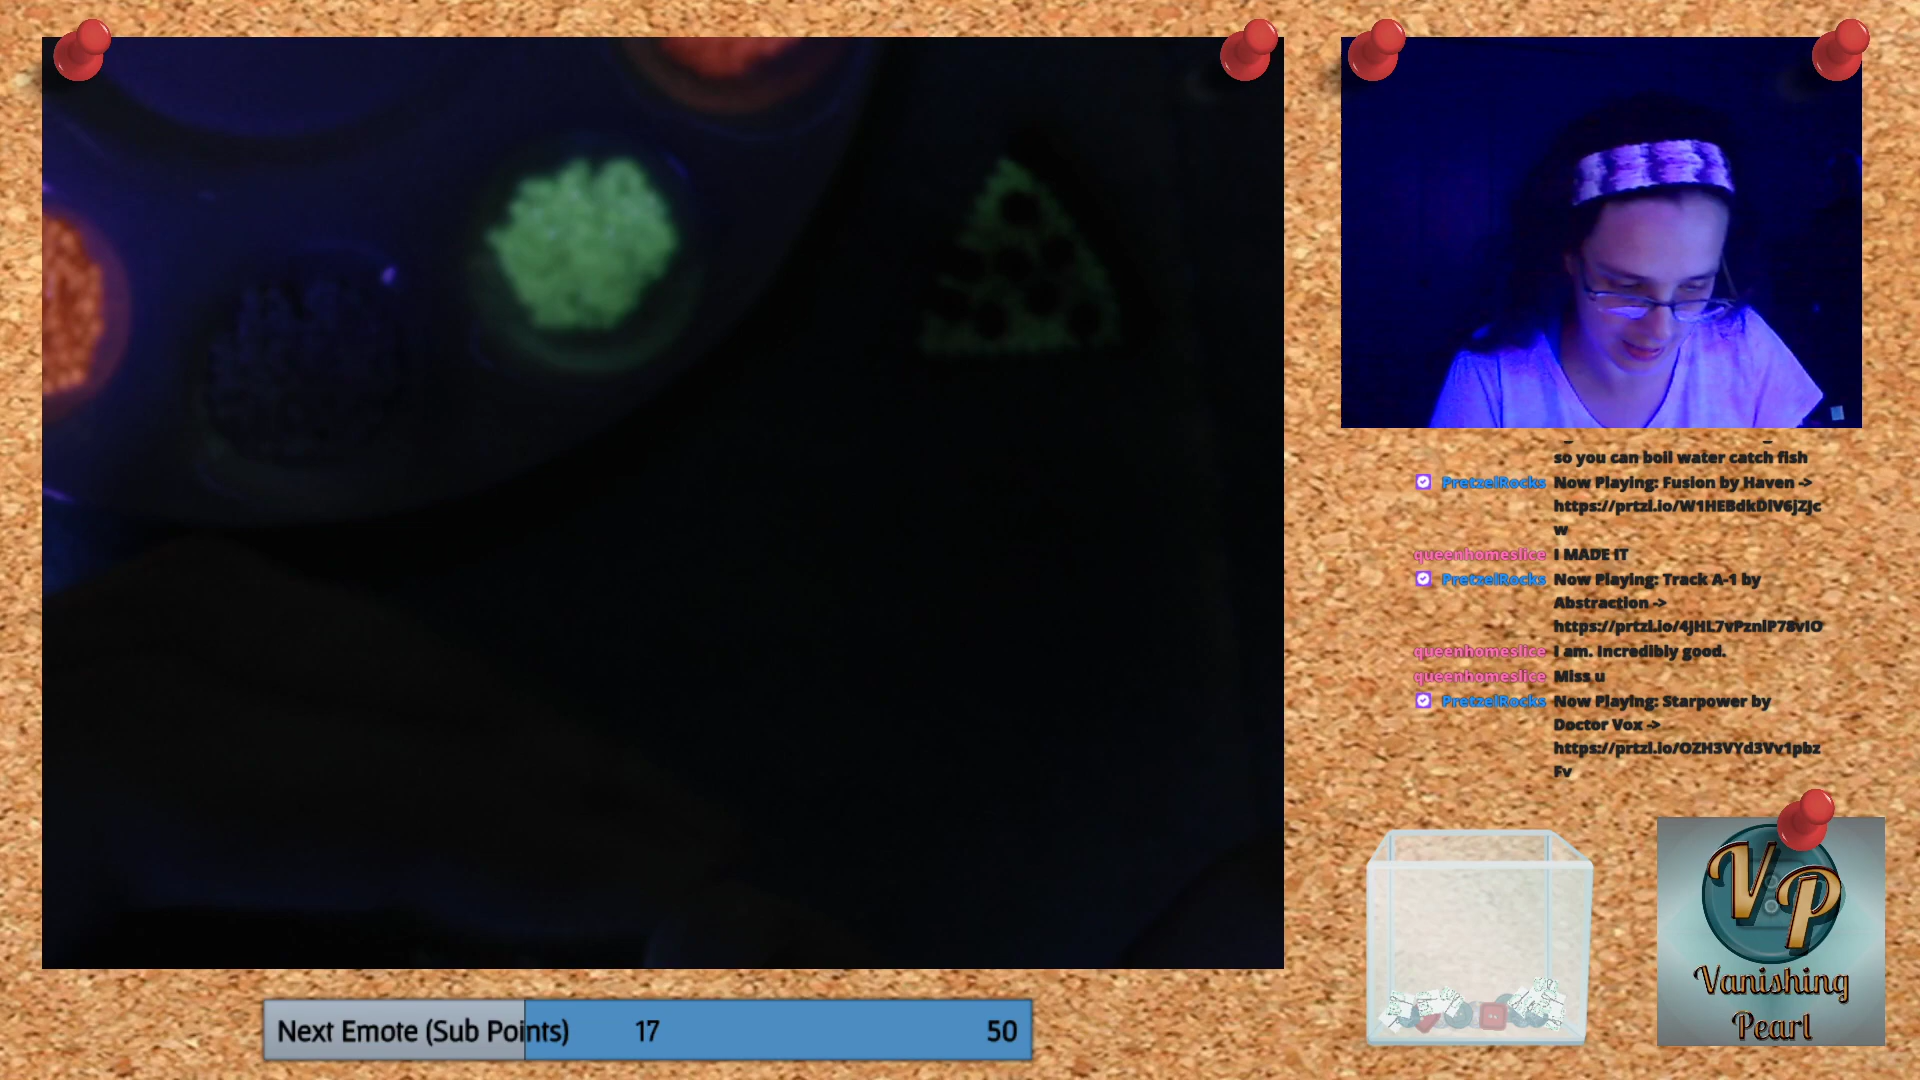 so you can boil water catch fish
PretzelRocks Now Playing: Fusion by Haven ->
https://prtzl.io/W1HEBdkDlV6jZjc
w
queenhomeslice I MADE IT
PretzelRocks Now Playing: Track A-1 by
Abstraction ->
https://prtzl.io/4jHL7vPznlP78vlO
queenhomeslice I am. Incredibly good.
queenhomeslice Miss u
PretzelRocks Now Playing: Starpower by
Doctor Vox ->
https://prtzl.io/OZH3VYd3Vv1pbz
Fv
VP
Vanishing
Pearl
Next Emote (Sub Points) 17 50